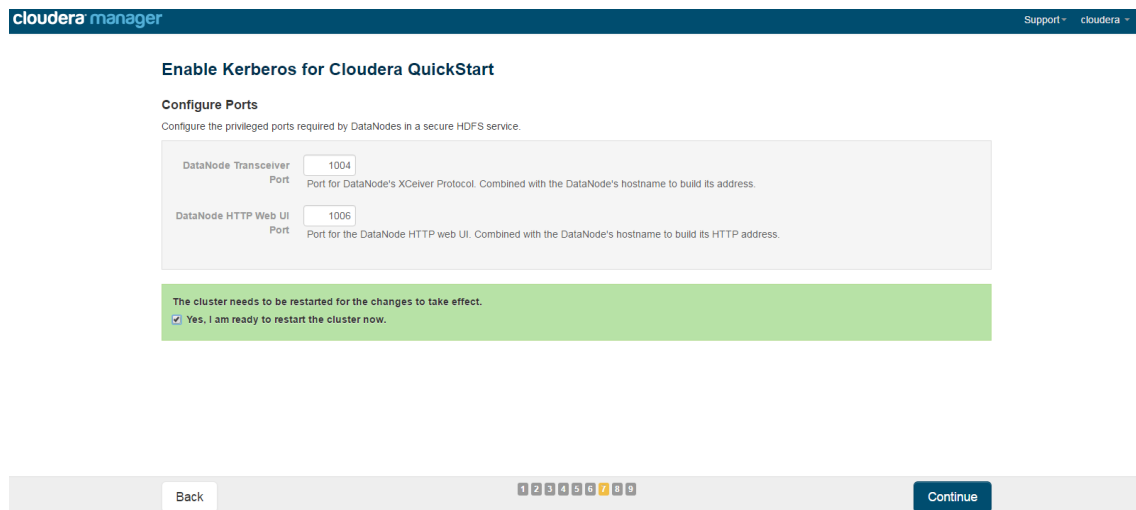 cloudera manager
Support
cloudera
Enable Kerberos for Cloudera QuickStart
Configure Ports
Configure the privileged ports required by DataNodes in a secure HDFS service.
DataNode Transceiver
Port
1004
Port for DataNode's XCeiver Protocol. Combined with the DataNode's hostname to build its address.
DataNode HTTP Web UI
Port
1006
Port for the DataNode HTTP web UI. Combined with the DataNode's hostname to build its HTTP address.
The cluster needs to be restarted for the changes to take effect.
Yes, I am ready to restart the cluster now.
Back
1 2 3 4 5 6 7 8 9
Continue